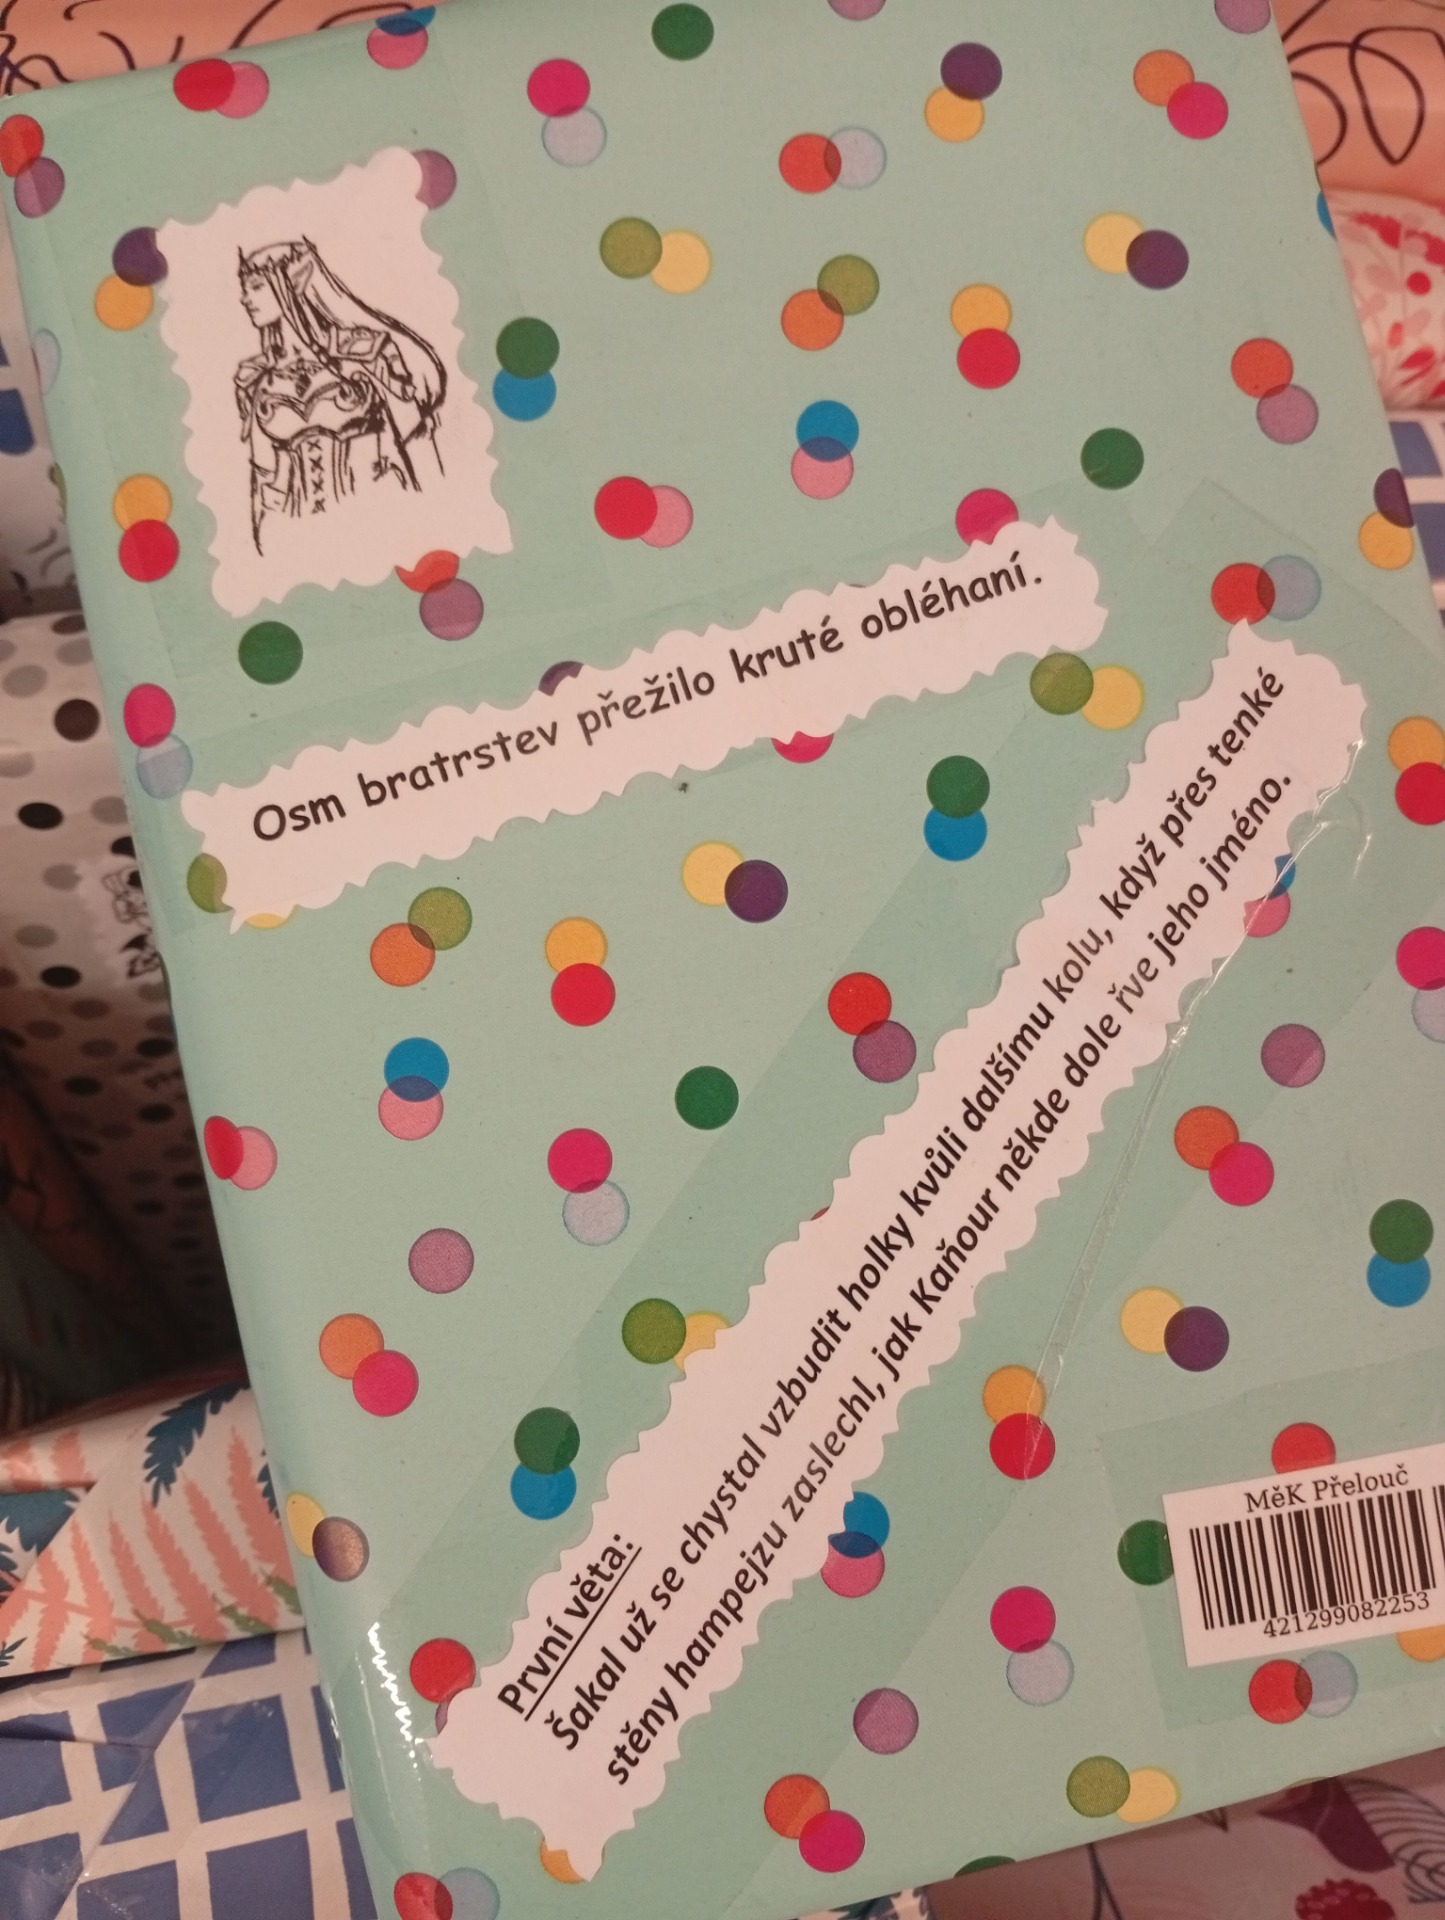 Osm bratrstev přežilo kruté obléhaní.
První věta:
Šakal už se chystal vzbudit holky kvůli dalšímu kolu, když přes tenké
stěny hampejzu zaslechl, jak Kaňour někde dole řve jeho jméno.
MěK Přelouč
421299082253